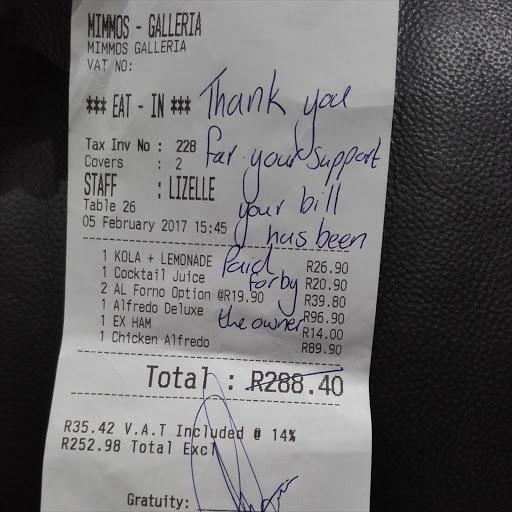 MIMMOS - GALLERIA
MIMMOS GALLERIA
VAT NO:
*** EAT - IN ***
Thank you
for your support
your bill
has been
Paid
for by
the owner
Tax Inv No : 228
Covers : 2
STAFF : LIZELLE
Table 26
05 February 2017 15:45
1 KOLA + LEMONADE R26.90
1 Cocktail Juice R20.90
2 AL Forno Option @R19.90 R39.80
1 Alfredo Deluxe R96.90
1 EX HAM R14.00
1 Chicken Alfredo R89.90
Total : R288.40
R35.42 V.A.T Included @ 14%
R252.98 Total Excl
Gratuity: